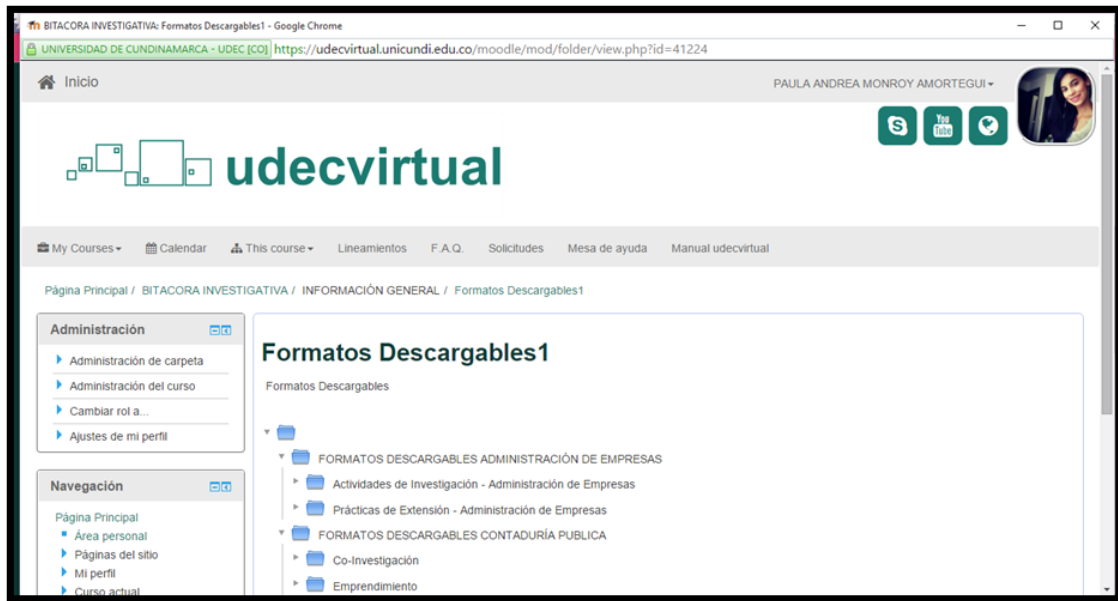 BITACORA INVESTIGATIVA: Formatos Descargables1 - Google Chrome
UNIVERSIDAD DE CUNDINAMARCA - UDEC [CO] https://udecvirtual.unicundi.edu.co/moodle/mod/folder/view.php?id=41224
Inicio PAULA ANDREA MONROY AMORTEGUI
You Tube
udecvirtual
My Courses Calendar This course Lineamientos F.A.Q. Solicitudes Mesa de ayuda Manual udecvirtual
Página Principal / BITACORA INVESTIGATIVA / INFORMACIÓN GENERAL / Formatos Descargables1
Administración
Administración de carpeta
Administración del curso
Cambiar rol a...
Ajustes de mi perfil
Navegación
Página Principal
Área personal
Páginas del sitio
Mi perfil
Curso actual
Formatos Descargables1
Formatos Descargables
FORMATOS DESCARGABLES ADMINISTRACIÓN DE EMPRESAS
Actividades de Investigación - Administración de Empresas
Prácticas de Extensión - Administración de Empresas
FORMATOS DESCARGABLES CONTADURÍA PUBLICA
Co-Investigación
Emprendimiento